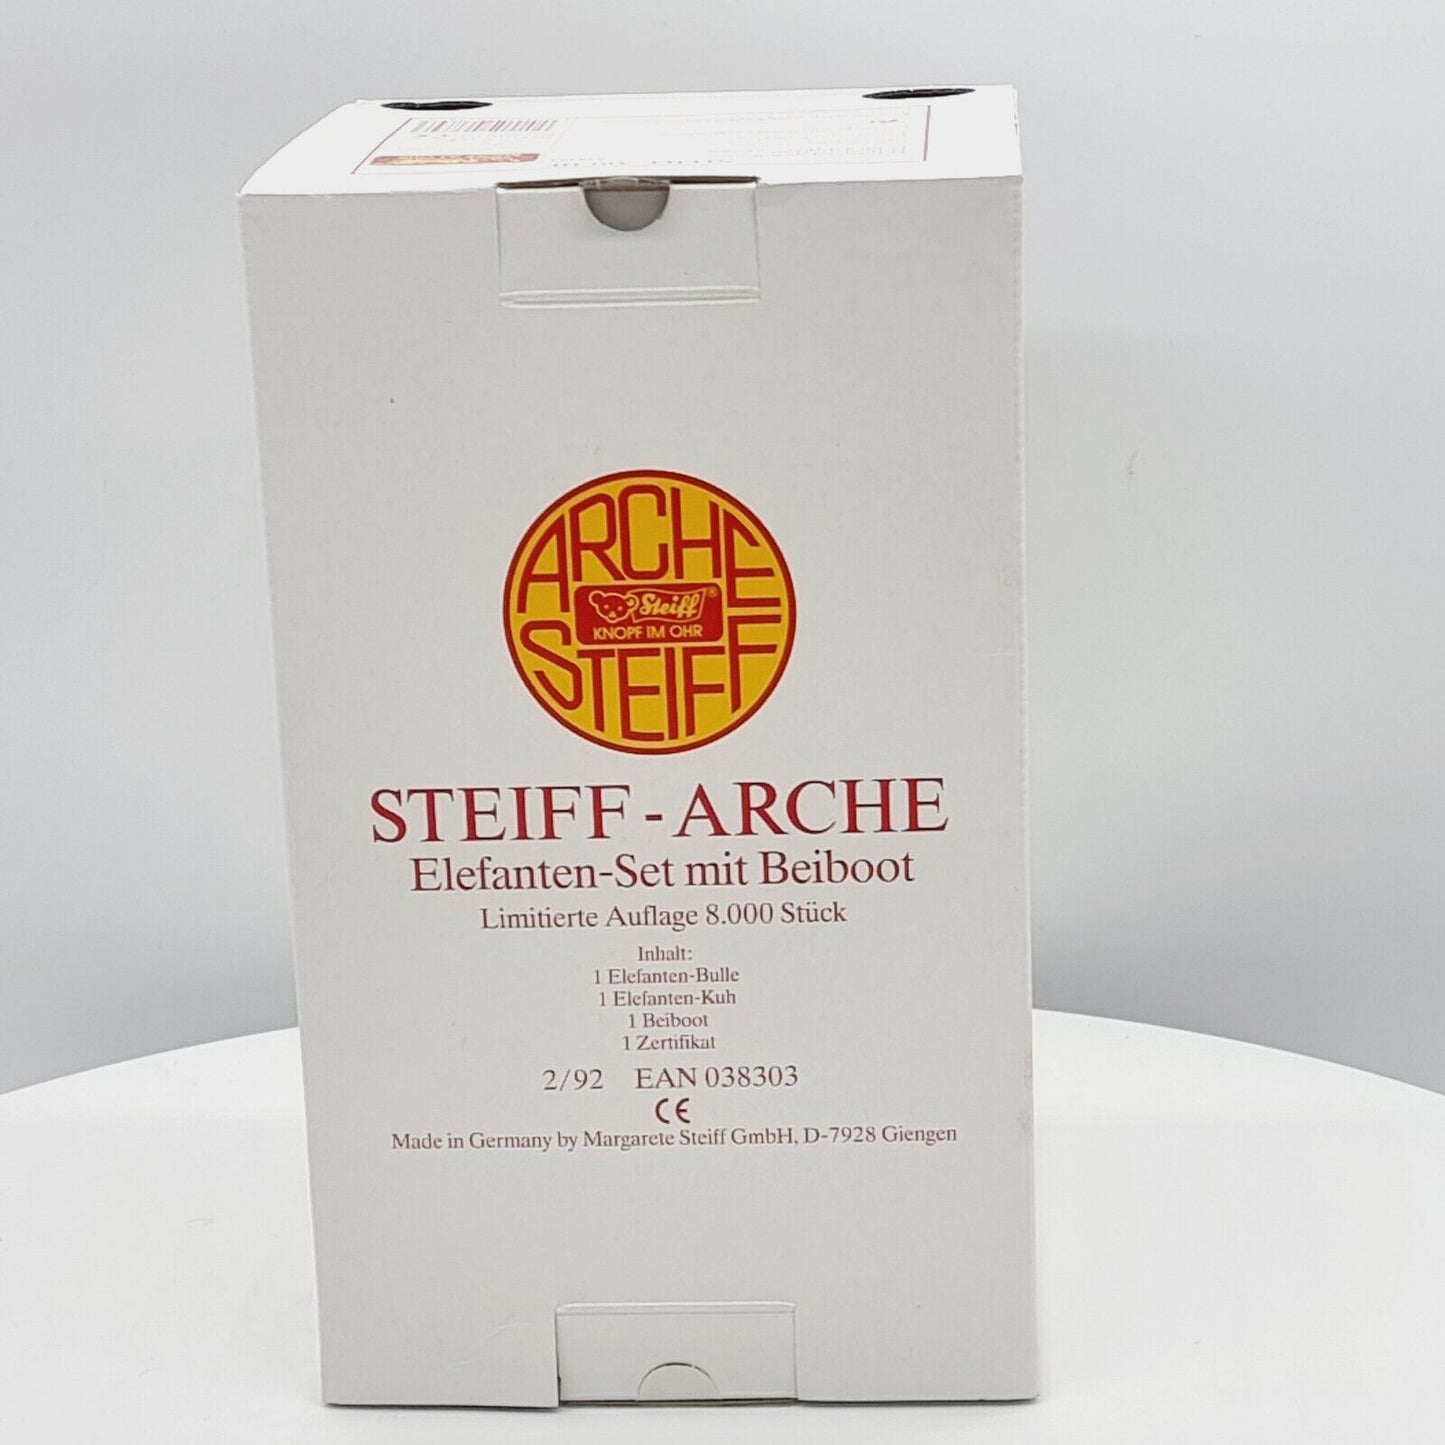 ARCHE
Steiff®
KNOPF IM OHR
STEIFF
STEIFF - ARCHE
Elefanten-Set mit Beiboot
Limitierte Auflage 8.000 Stück
Inhalt:
1 Elefanten-Bulle
1 Elefanten-Kuh
1 Beiboot
1 Zertifikat
2/92 EAN 038303
CE
Made in Germany by Margarete Steiff GmbH, D-7928 Giengen